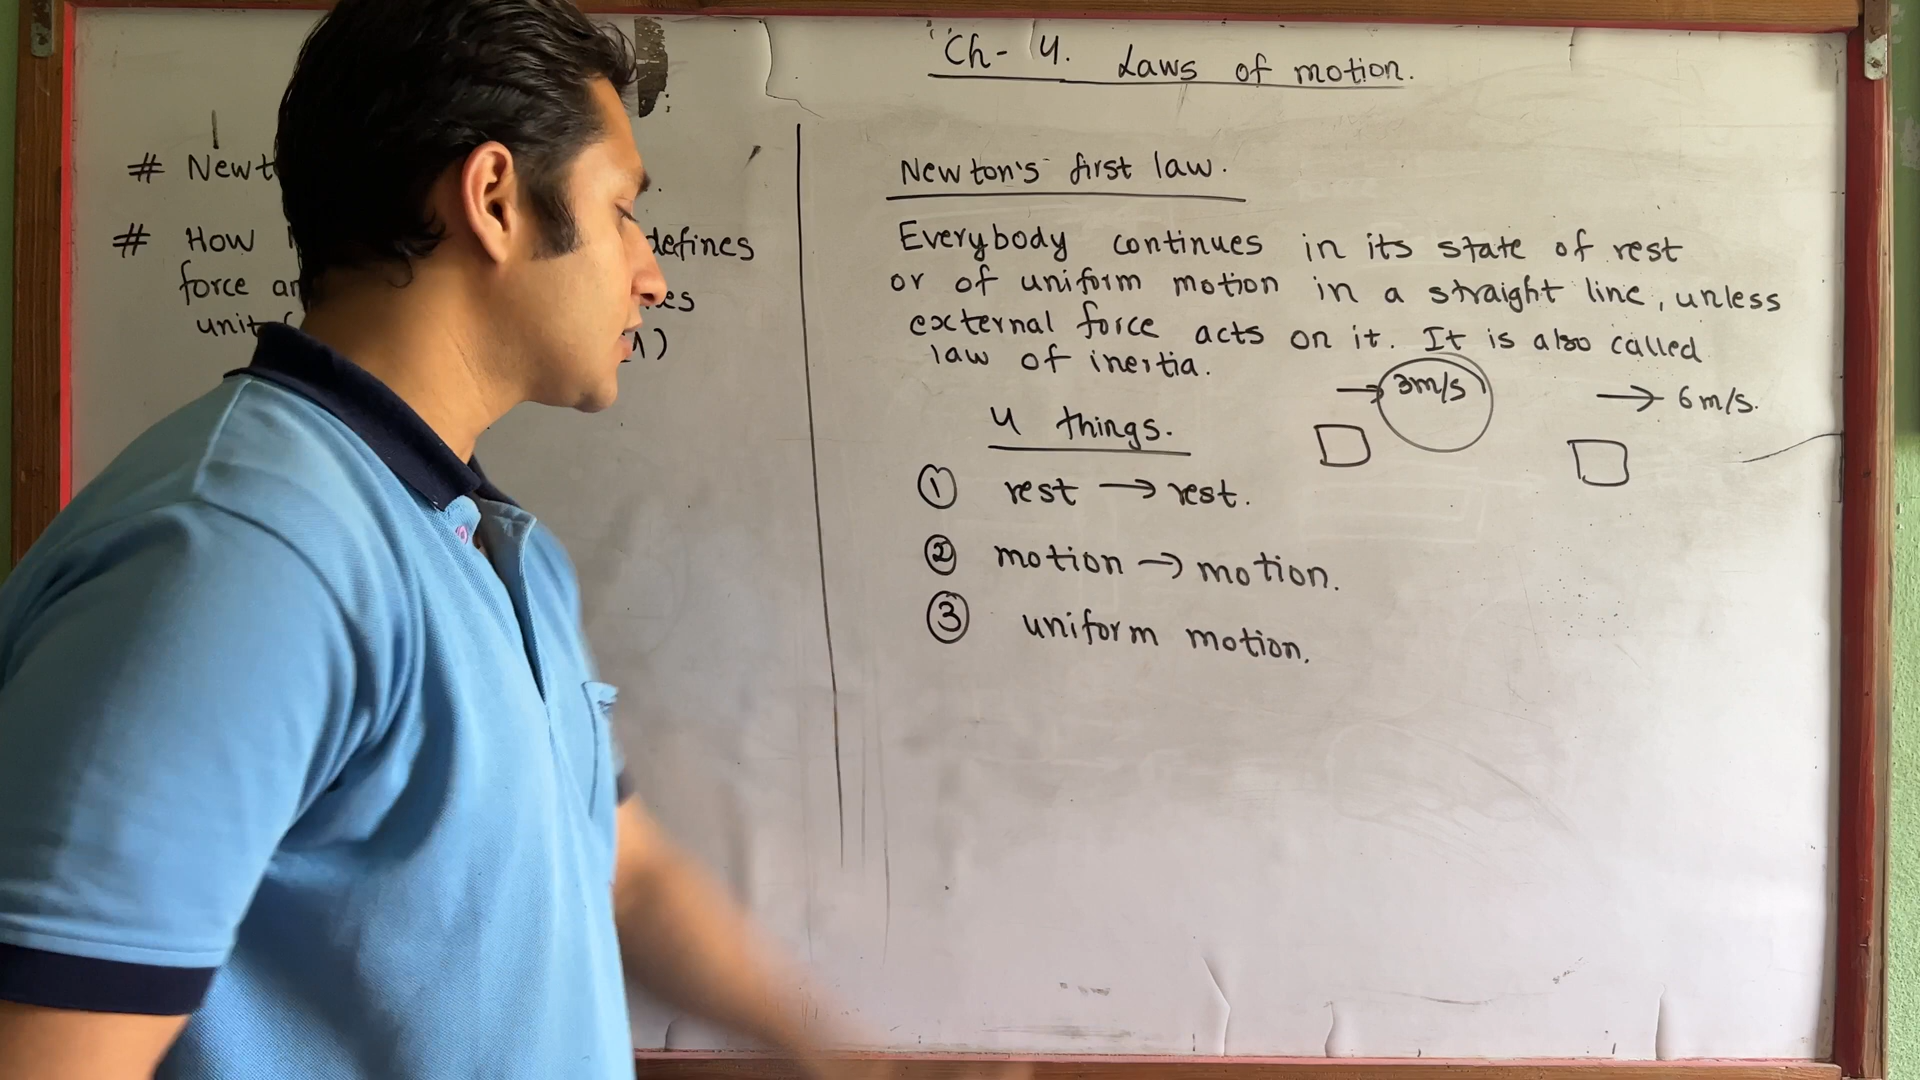 Ch- 4. Laws of motion.
# Newt
# How defines
force an es
unit
Newton's first law.
Everybody continues in its state of rest
or of uniform motion in a straight line, unless
external force acts on it. It is also called
law of inertia.
→ 3m/s → 6 m/s.
4 things.
① rest → rest.
② motion → motion.
③ uniform motion.